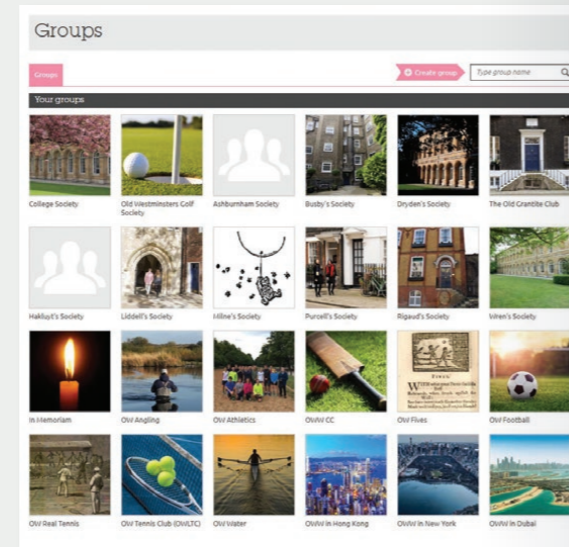 Groups
Groups
Create group
Type group name
Your groups
College Society
Old Westminsters Golf
Society
Ashburnham Society
Busby's Society
Dryden's Society
The Old Grantite Club
Hakluyt's Society
Liddell's Society
Milne's Society
Purcell's Society
Rigaud's Society
Wren's Society
In Memoriam
OW Angling
OW Athletics
OWW CC
OW Fives
OW Football
OW Real Tennis
OW Tennis Club (OWLTC)
OW Water
OWW in Hong Kong
OWW in New York
OWW in Dubai